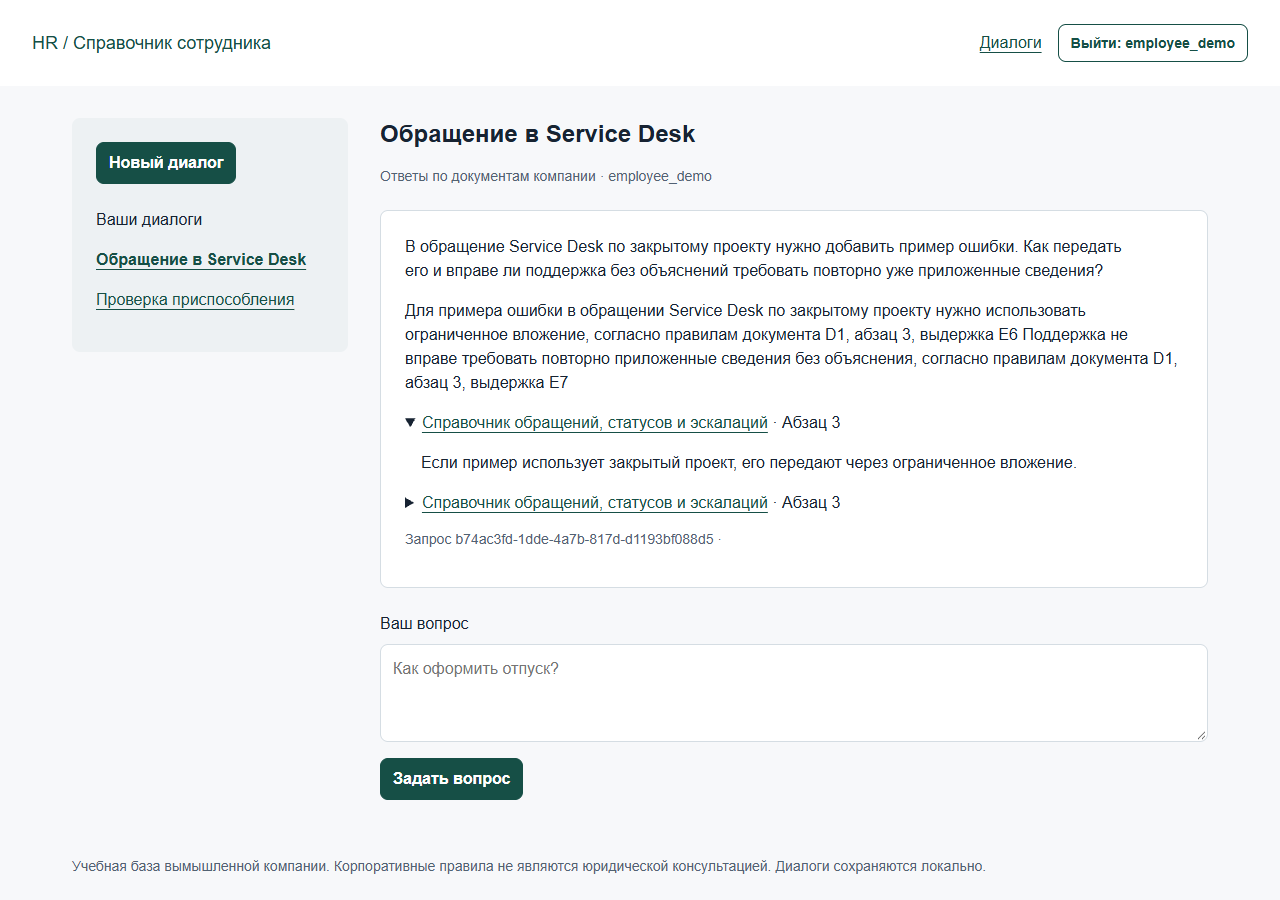 HR / Справочник сотрудника
Диалоги
Выйти: employee_demo
Новый диалог
Ваши диалоги
Обращение в Service Desk
Проверка приспособления
Обращение в Service Desk
Ответы по документам компании · employee_demo
В обращение Service Desk по закрытому проекту нужно добавить пример ошибки. Как передать
его и вправе ли поддержка без объяснений требовать повторно уже приложенные сведения?
Для примера ошибки в обращении Service Desk по закрытому проекту нужно использовать
ограниченное вложение, согласно правилам документа D1, абзац 3, выдержка E6 Поддержка не
вправе требовать повторно приложенные сведения без объяснения, согласно правилам документа D1,
абзац 3, выдержка E7
▼ Справочник обращений, статусов и эскалаций · Абзац 3
Если пример использует закрытый проект, его передают через ограниченное вложение.
▶ Справочник обращений, статусов и эскалаций · Абзац 3
Запрос b74ac3fd-1dde-4a7b-817d-d1193bf088d5 ·
Ваш вопрос
Как оформить отпуск?
Задать вопрос
Учебная база вымышленной компании. Корпоративные правила не являются юридической консультацией. Диалоги сохраняются локально.